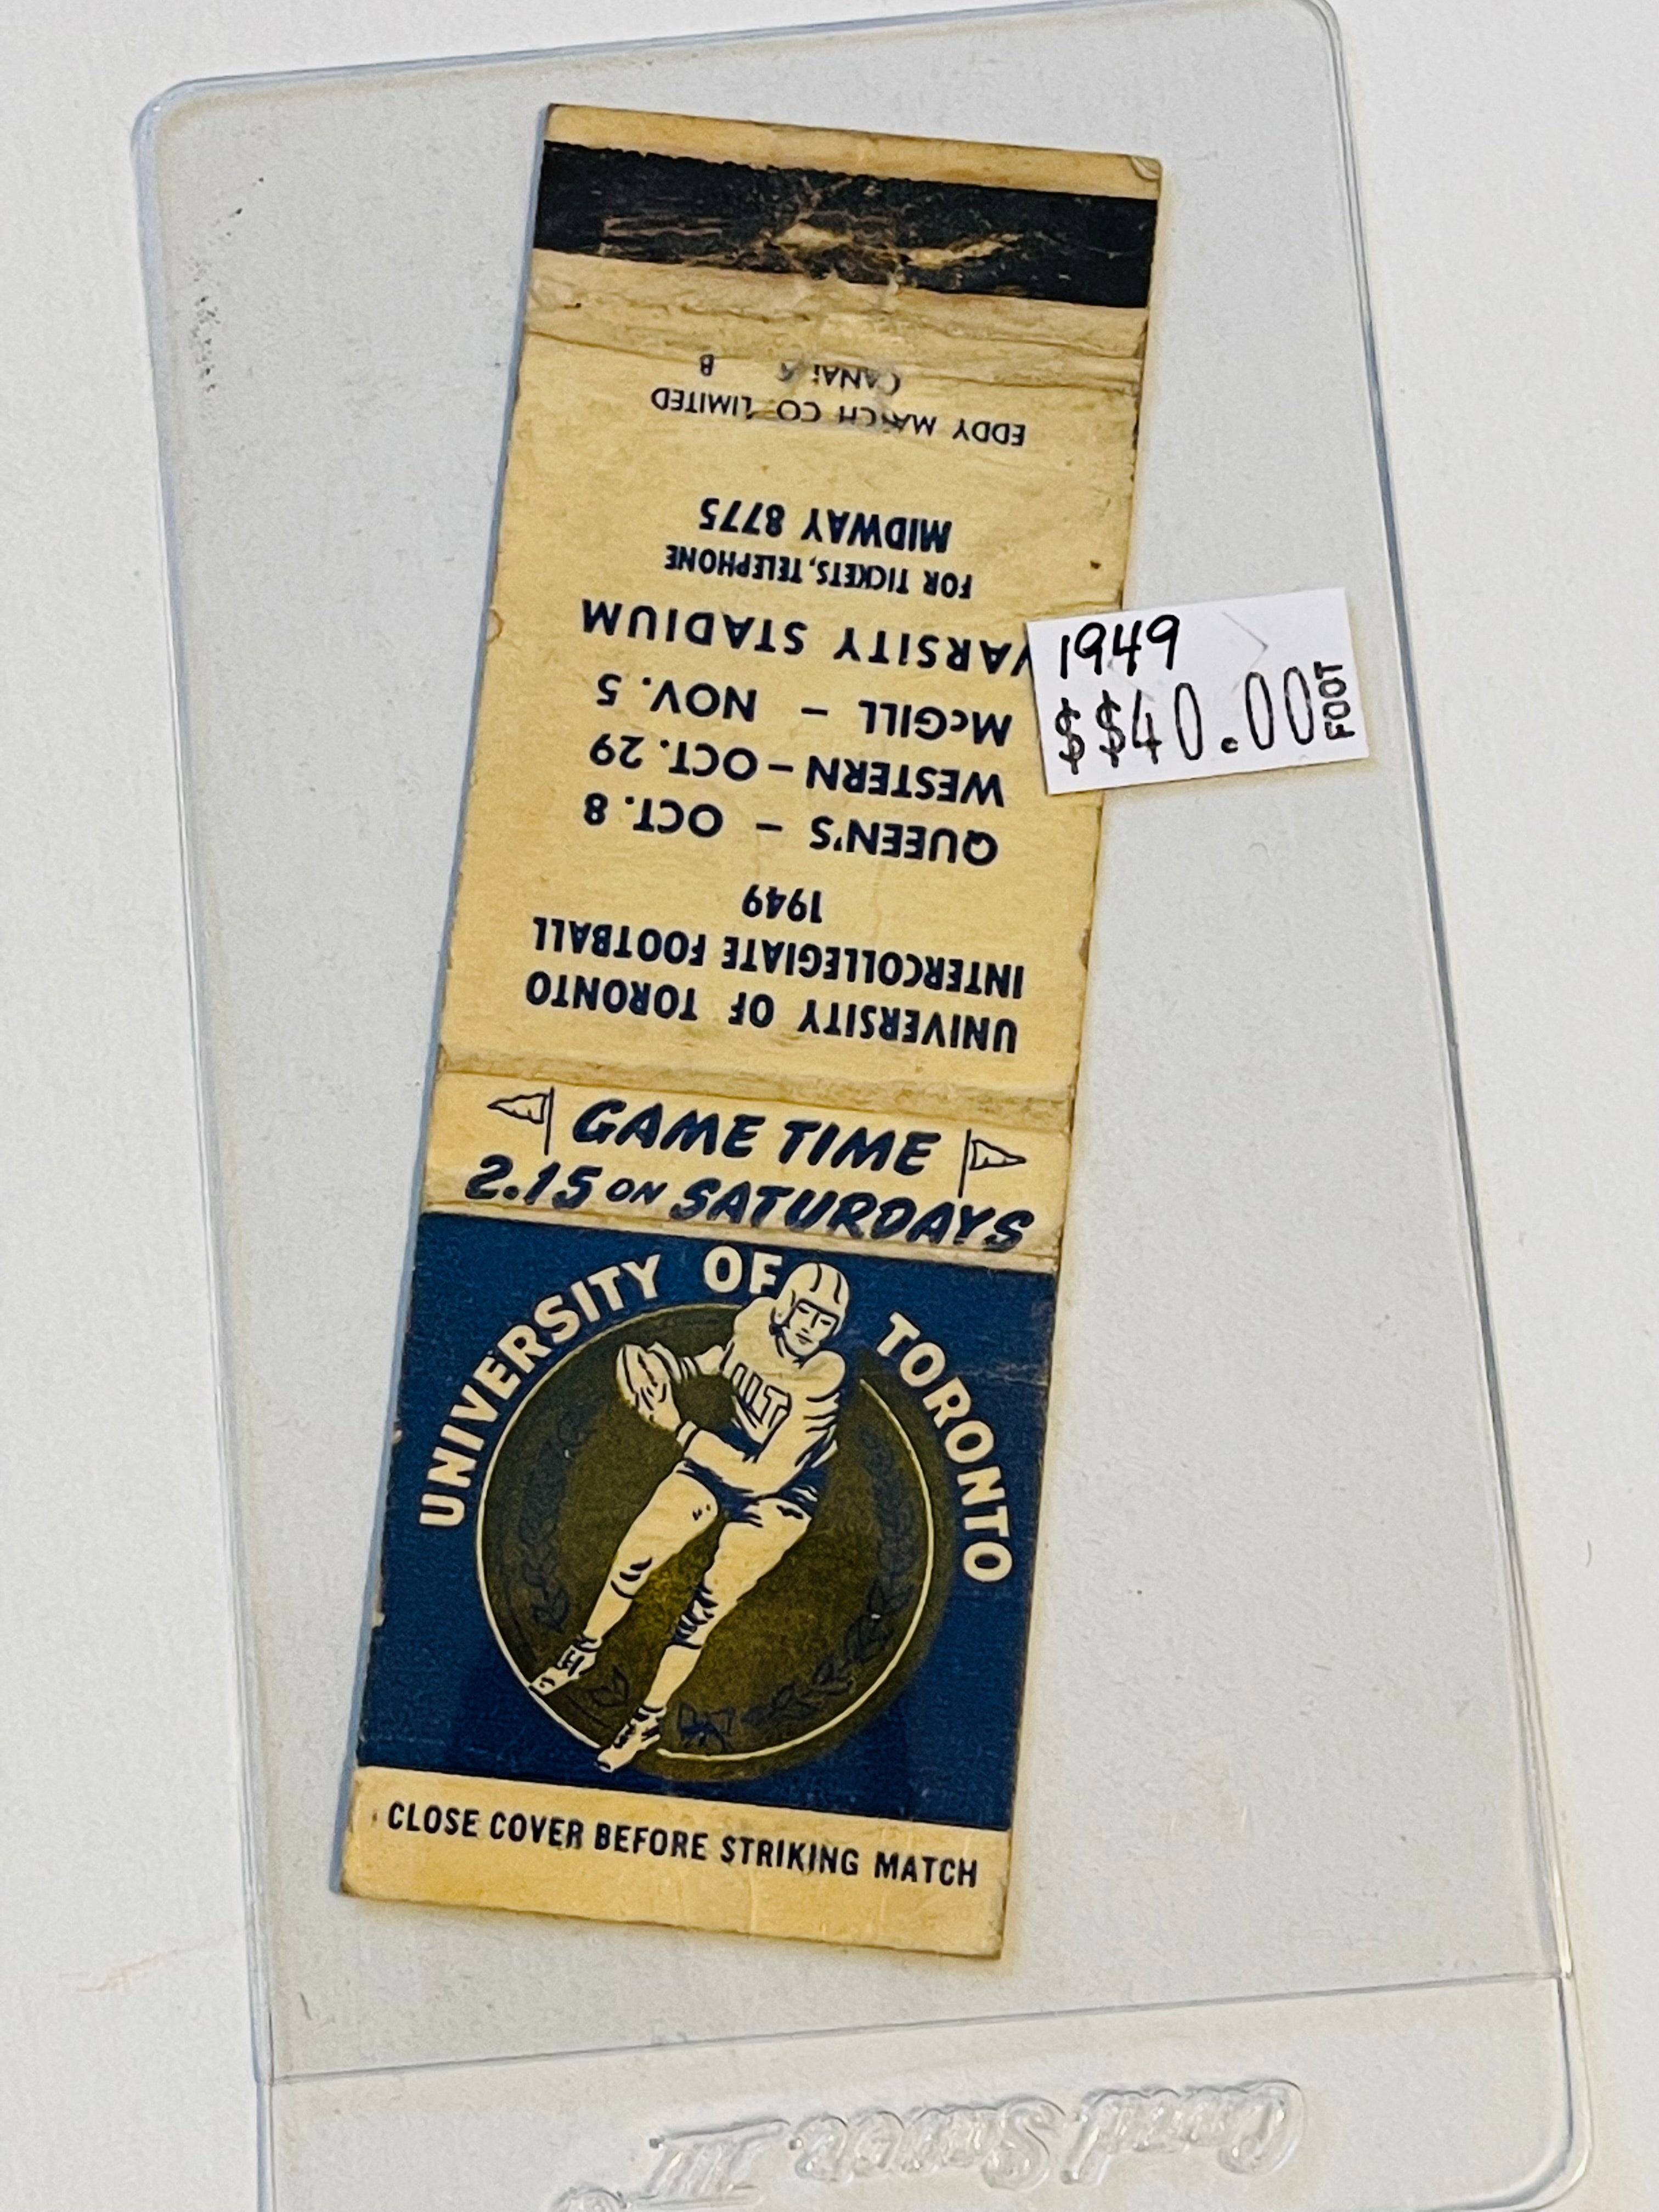 UNIVERSITY OF TORONTO
INTERCOLLEGIATE FOOTBALL
1949
QUEEN'S – OCT. 8
WESTERN – OCT. 29
McGILL – NOV. 5
VARSITY STADIUM
FOR TICKETS, TELEPHONE
MIDWAY 8775
EDDY MATCH CO. LIMITED
CANADA B
1949
$$40.00
FOOT
GAME TIME
2.15 ON SATURDAYS
UNIVERSITY OF TORONTO
CLOSE COVER BEFORE STRIKING MATCH
Card Saver III